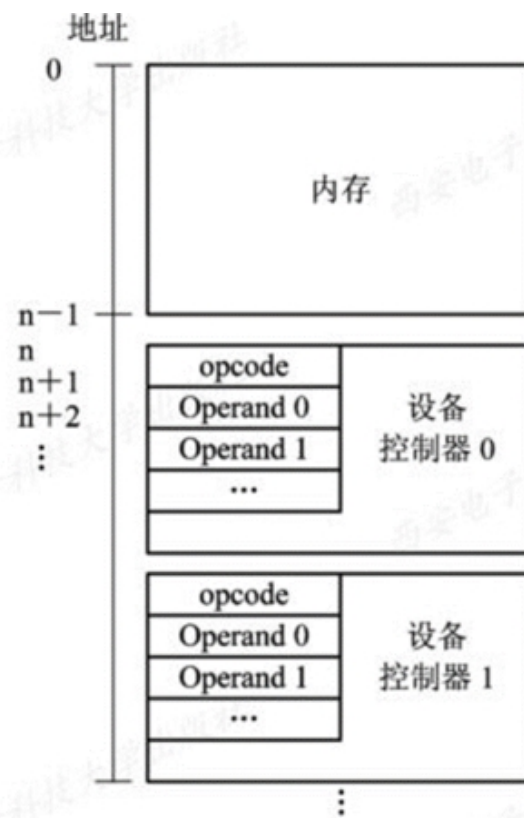 地址
0
内存
n－1
n
n＋1
n＋2
⋮
opcode
Operand 0
Operand 1
…
设备
控制器 0
opcode
Operand 0
Operand 1
…
设备
控制器 1
⋮